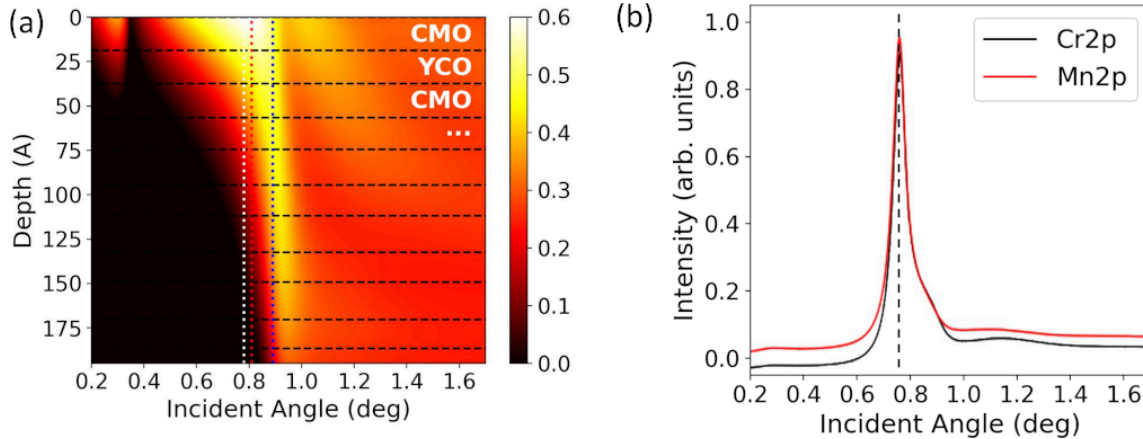 (a)
CMO
YCO
CMO
...
0
25
50
75
100
125
150
175
Depth (A)
0.2 0.4 0.6 0.8 1.0 1.2 1.4 1.6
Incident Angle (deg)
0.6
0.5
0.4
0.3
0.2
0.1
0.0
(b)
Cr2p
Mn2p
1.0
0.8
0.6
0.4
0.2
0.0
Intensity (arb. units)
0.2 0.4 0.6 0.8 1.0 1.2 1.4 1.6
Incident Angle (deg)